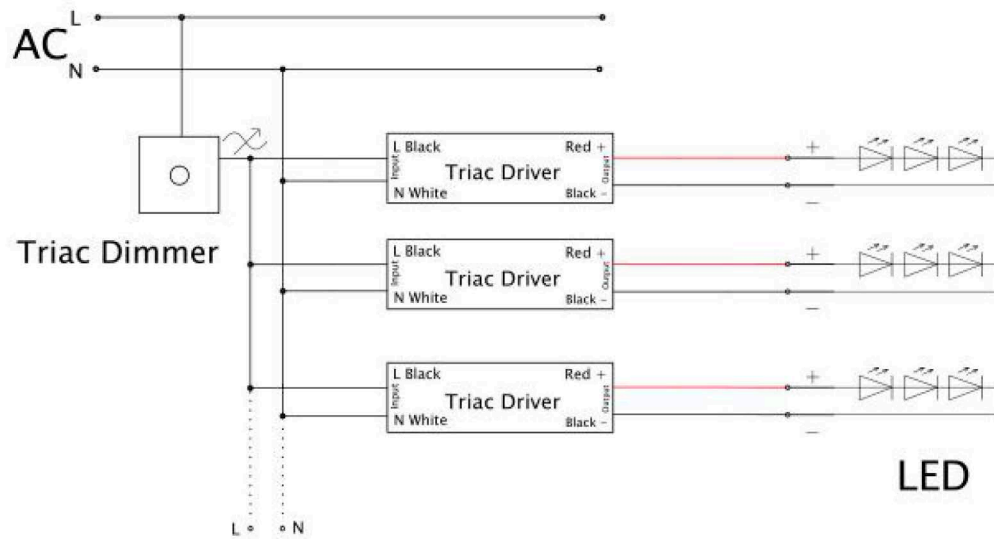 L
AC
N
L Black
Red +
Input
Triac Driver
Output
N White
Black -
+
−
Triac Dimmer
L Black
Red +
Input
Triac Driver
Output
N White
Black -
+
−
L Black
Red +
Input
Triac Driver
Output
N White
Black -
+
−
LED
L
N